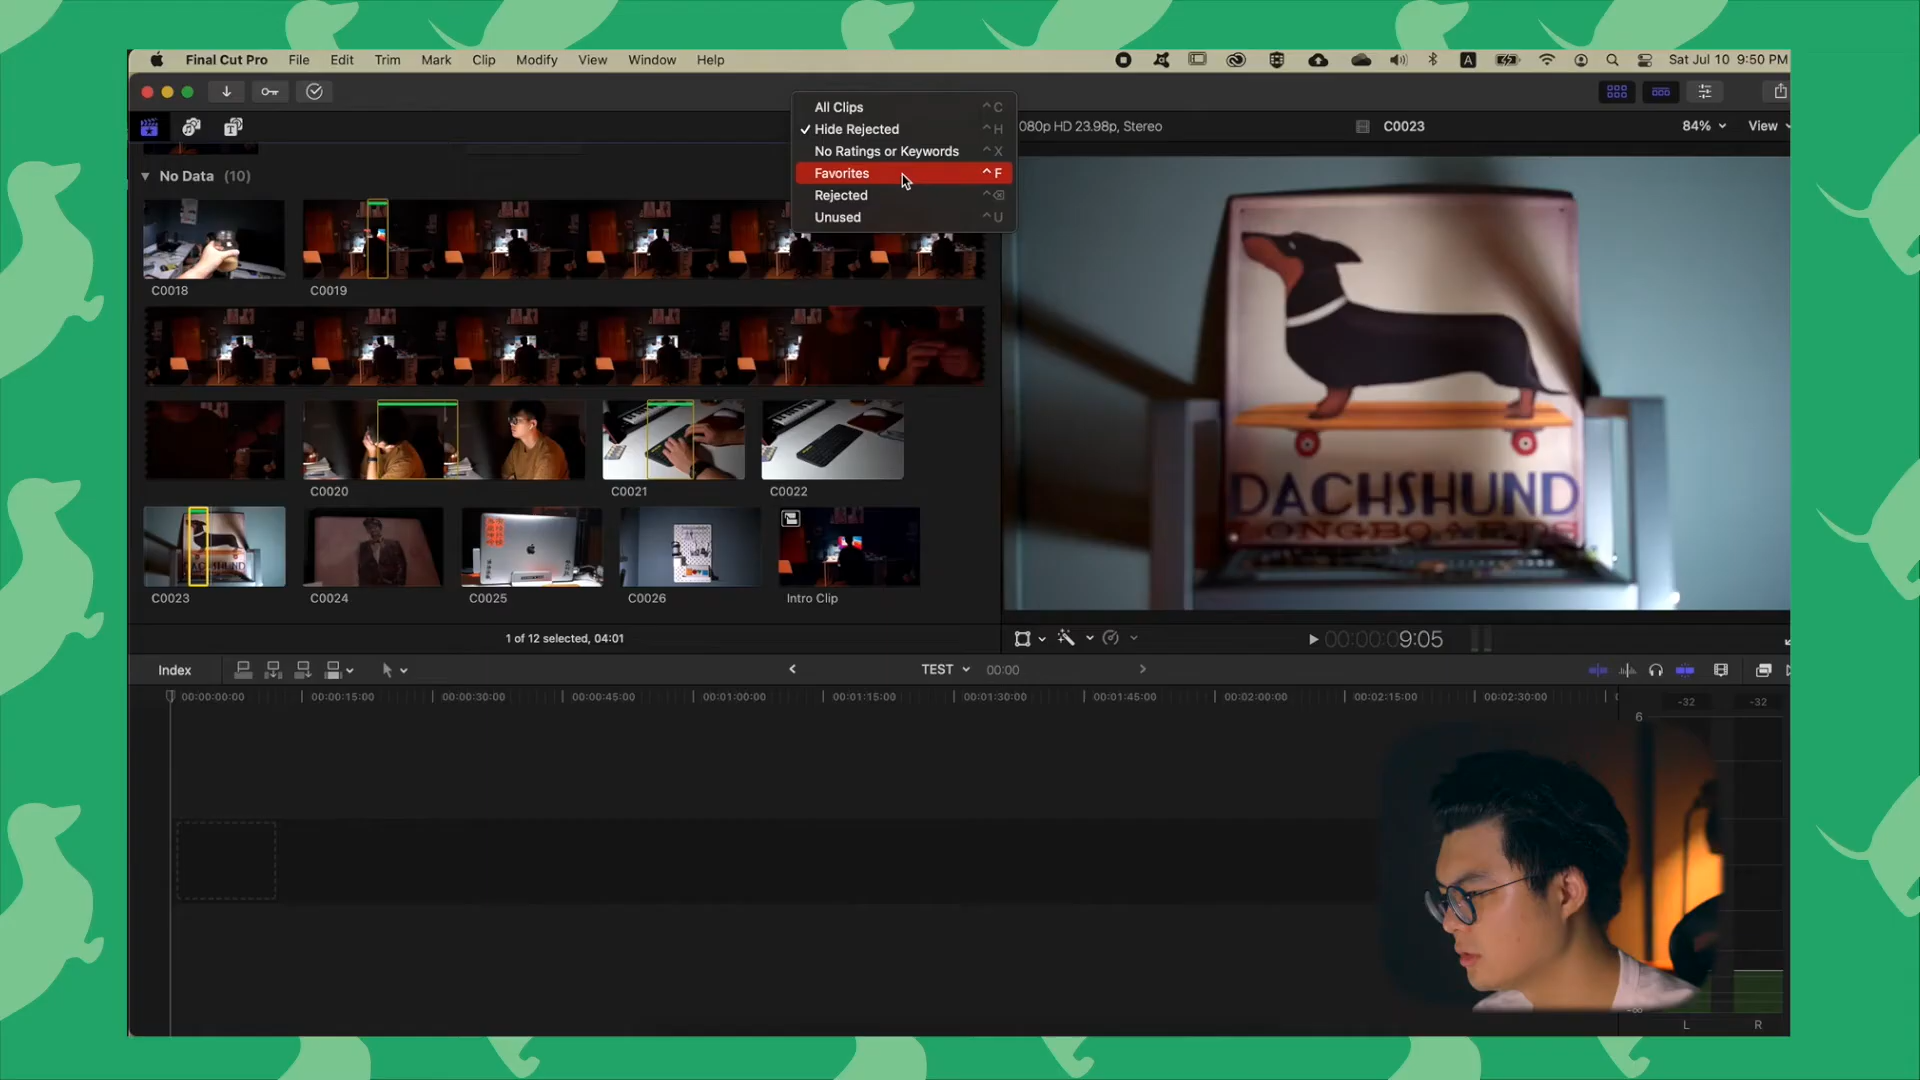 Final Cut Pro File Edit Trim Mark Clip Modify View Window Help
A
Sat Jul 10 9:50 PM
All Clips ^C
✓ Hide Rejected ^H
No Ratings or Keywords ^X
Favorites ^F
Rejected ^⌫
Unused ^U
080p HD 23.98p, Stereo
C0023
84%
View
No Data (10)
C0018
C0019
C0020
C0021
C0022
C0023
C0024
C0025
C0026
Intro Clip
DACHSHUND
LONGBOARDS
1 of 12 selected, 04:01
00:00:09:05
Index
TEST
00:00
00:00:00:00
00:00:15:00
00:00:30:00
00:00:45:00
00:01:00:00
00:01:15:00
00:01:30:00
00:01:45:00
00:02:00:00
00:02:15:00
00:02:30:00
-32
-32
6
-∞
L
R